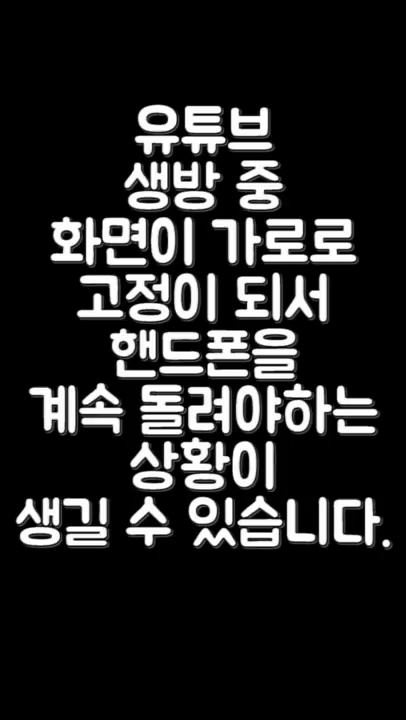 유튜브
생방 중
화면이 가로로
고정이 되서
핸드폰을
계속 돌려야하는
상황이
생길 수 있습니다.